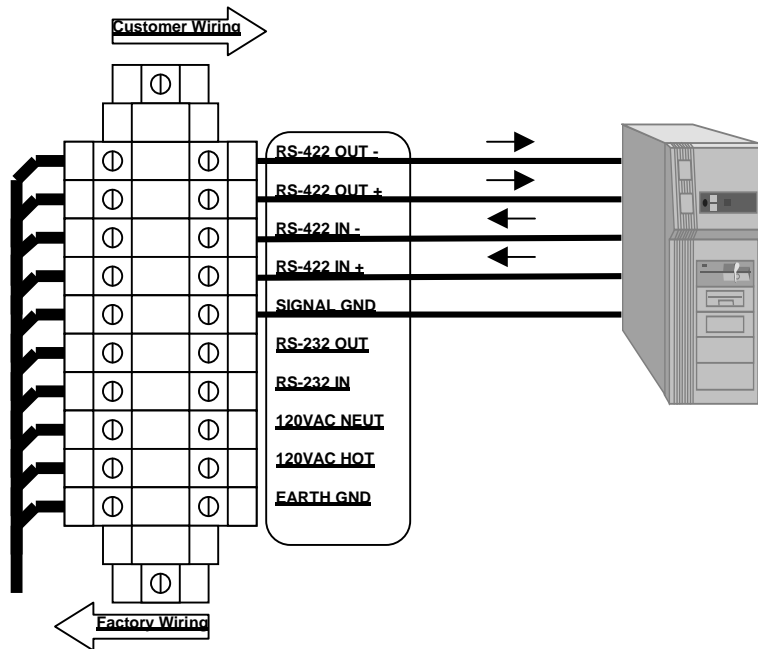 Customer Wiring
RS-422 OUT -
RS-422 OUT +
RS-422 IN -
RS-422 IN +
SIGNAL GND
RS-232 OUT
RS-232 IN
120VAC NEUT
120VAC HOT
EARTH GND
Factory Wiring